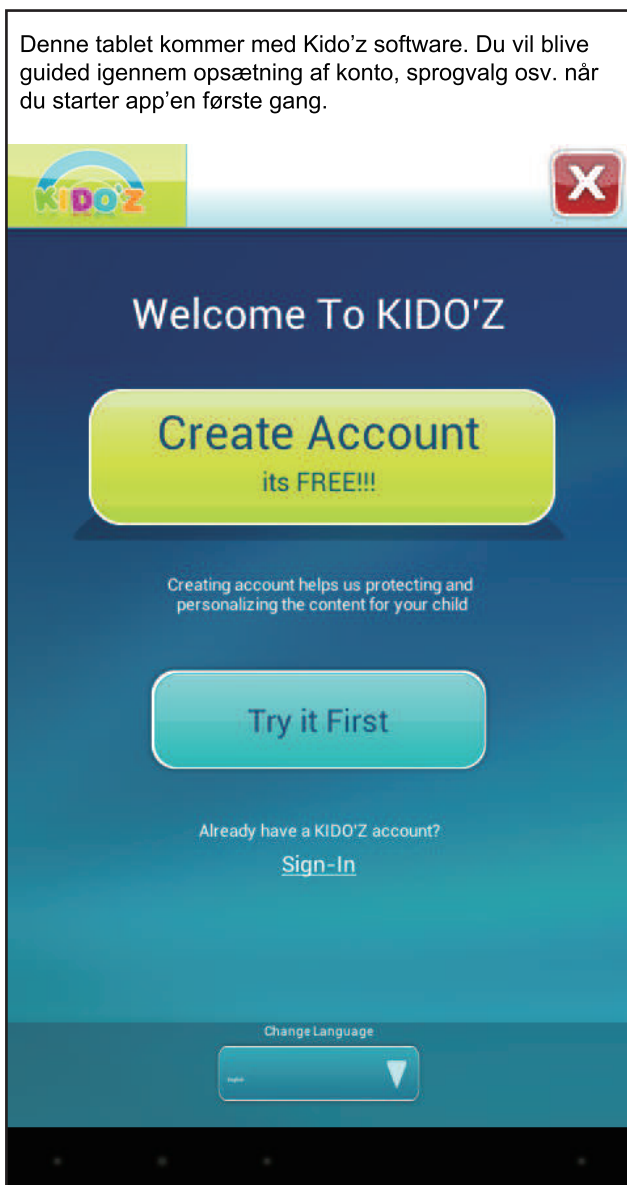 Denne tablet kommer med Kido'z software. Du vil blive
guided igennem opsætning af konto, sprogvalg osv. når
du starter app'en første gang.
KIDO'Z
X
Welcome To KIDO'Z
Create Account
its FREE!!!
Creating account helps us protecting and
personalizing the content for your child
Try it First
Already have a KIDO'Z account?
Sign-In
Change Language
English